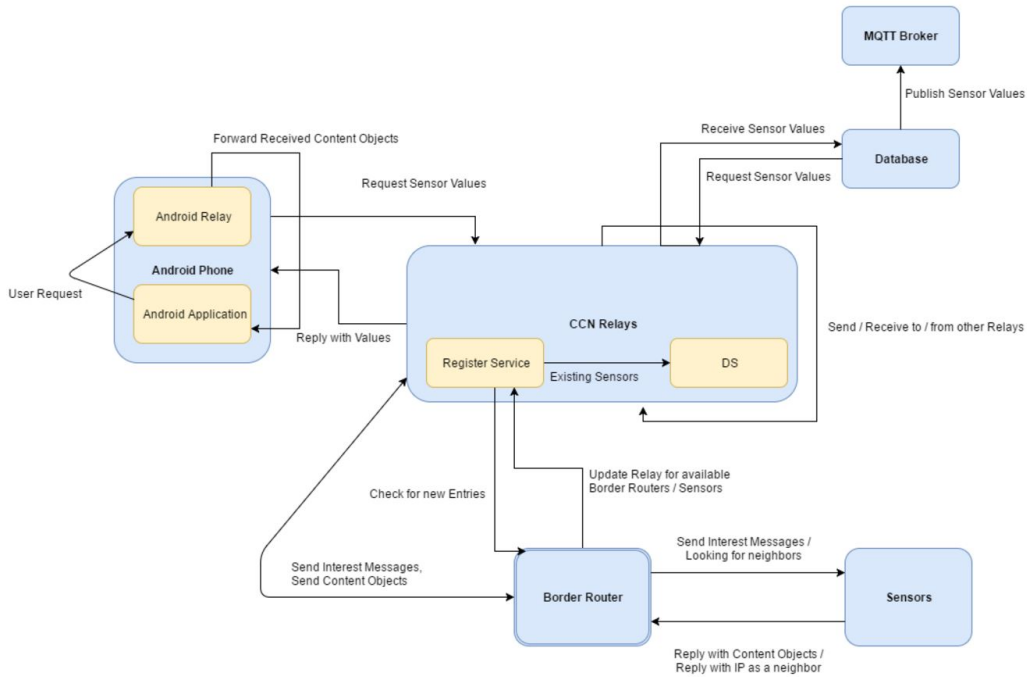 MQTT Broker
Publish Sensor Values
Receive Sensor Values
Database
Request Sensor Values
Forward Received Content Objects
Request Sensor Values
Android Relay
Android Phone
User Request
Android Application
Reply with Values
CCN Relays
Send / Receive to / from other Relays
Register Service
Existing Sensors
DS
Update Relay for available
Border Routers / Sensors
Check for new Entries
Send Interest Messages,
Send Content Objects
Border Router
Send Interest Messages /
Looking for neighbors
Sensors
Reply with Content Objects /
Reply with IP as a neighbor